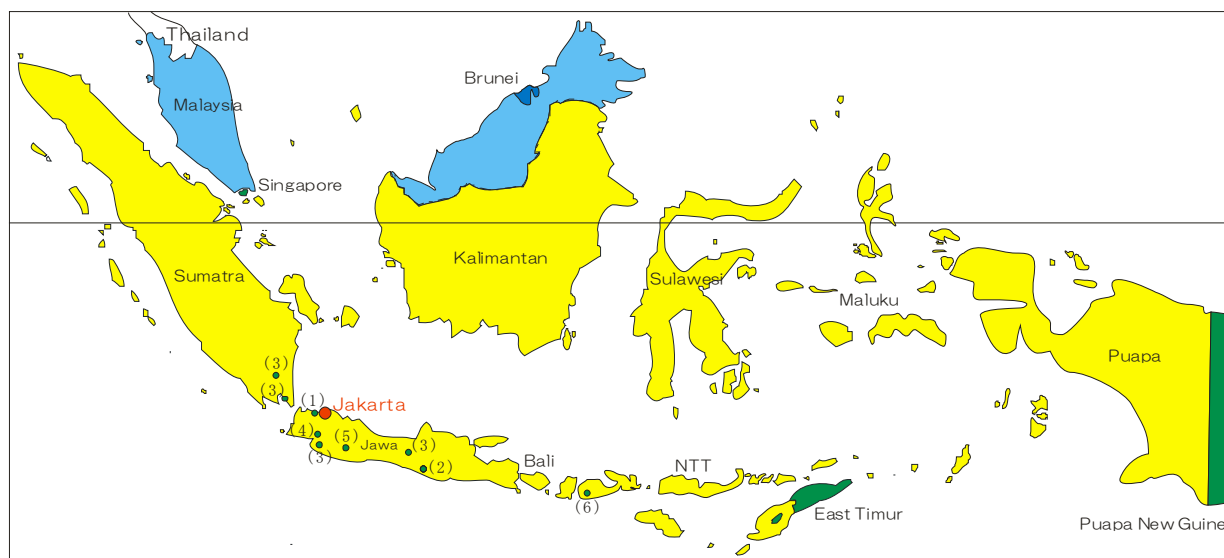 Thailand
Brunei
Malaysia
Singapore
Kalimantan
Sumatra
Sulawesi
Maluku
Puapa
(3)
(3)
(1)
Jakarta
(4)
(5)
Jawa
(3)
(3)
(2)
Bali
NTT
(6)
East Timur
Puapa New Guine